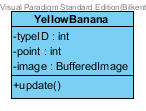 Visual Paradigm Standard Edition(Bilkent
YellowBanana
-typeID : int
-point : int
-image : BufferedImage
+update()